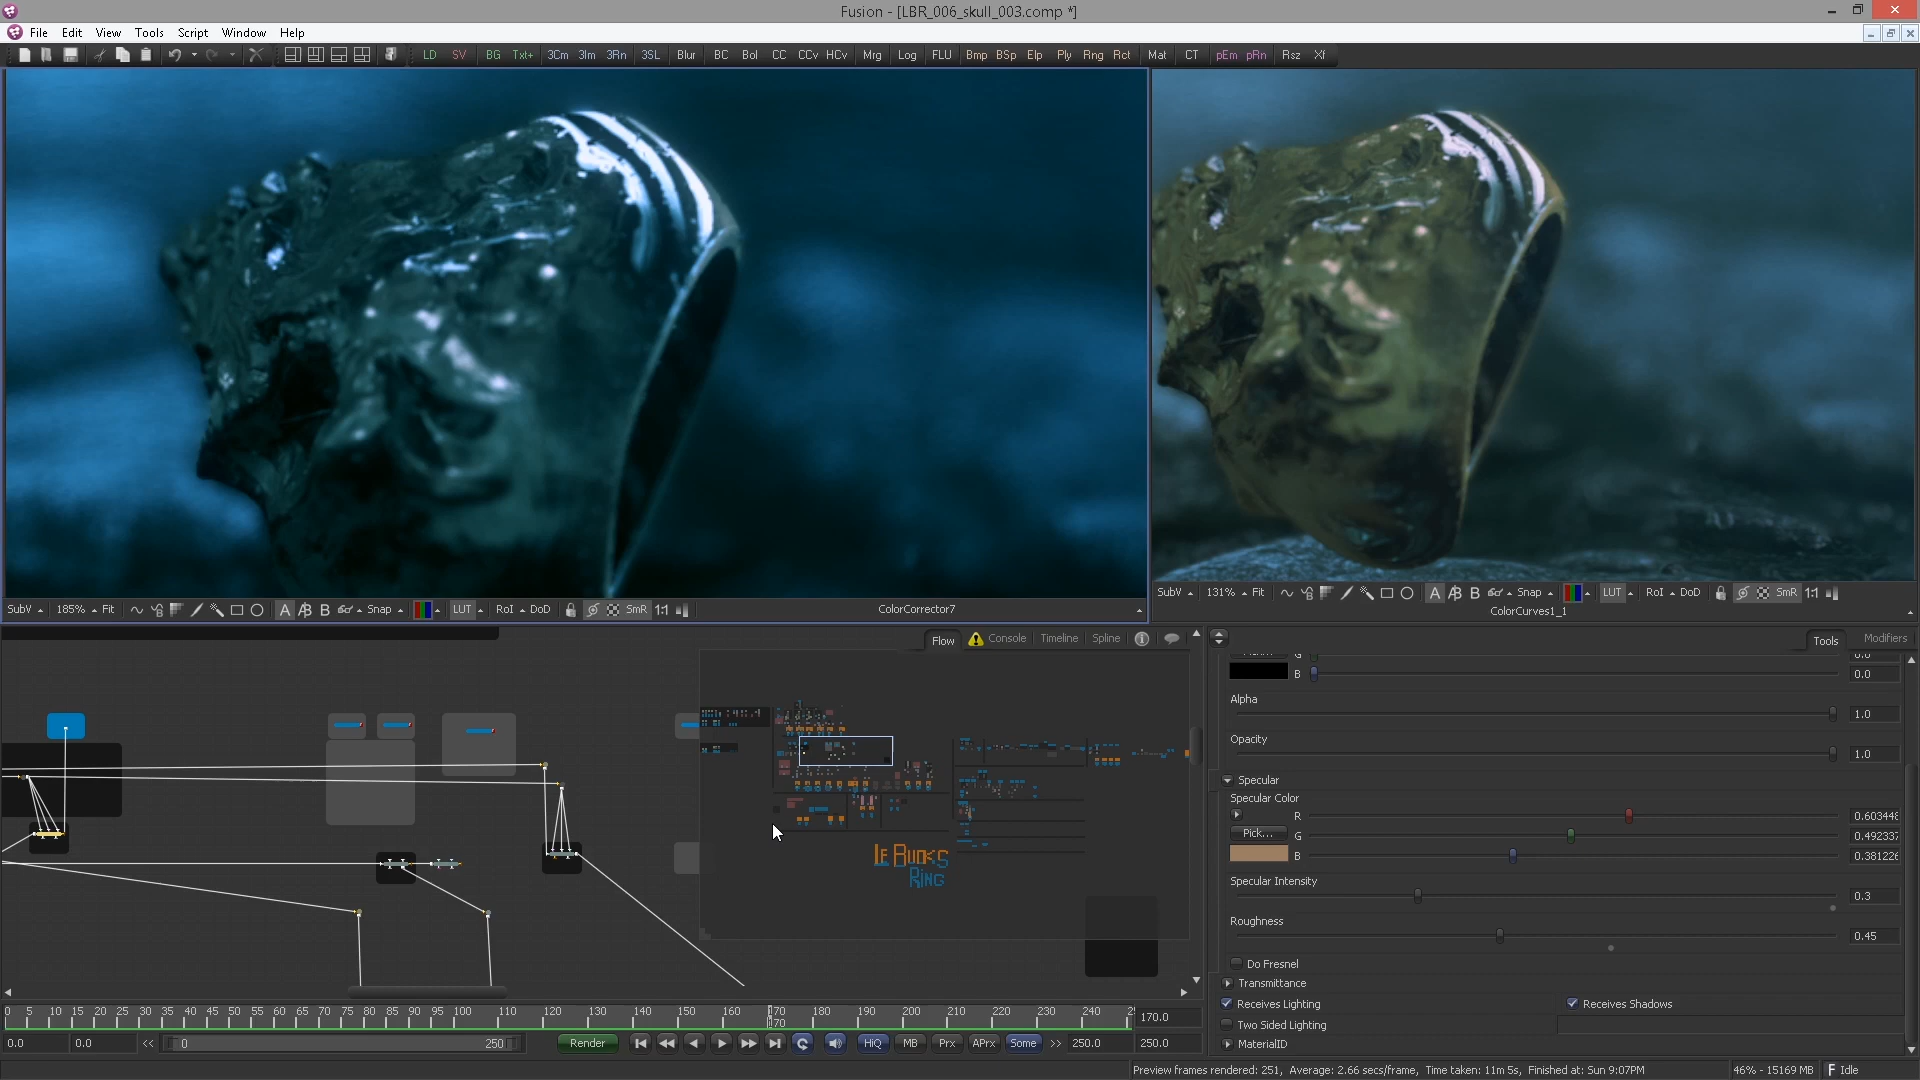 Fusion - [LBR_006_skull_003.comp *]
File Edit View Tools Script Window Help
LD SV BG Txt+ 3Cm 3Im 3Rn 3SL Blur BC Bol CC CCv HCv Mrg Log FLU Bmp BSp Elp Ply Rng Rct Mat CT pEm pRn Rsz Xf
SubV 185% Fit A B Snap LUT RoI DoD SmR 1:1 ColorCorrector7
SubV 131% Fit A B Snap LUT RoI DoD SmR 1:1
ColorCurves1_1
Flow Console Timeline Spline
Tools Modifiers
B 0.0
Alpha
1.0
Opacity
1.0
Specular
Specular Color
R 0.603448
Pick... G 0.492337
B 0.381226
Specular Intensity
0.3
Roughness
0.45
Do Fresnel
Transmittance
Receives Lighting Receives Shadows
Two Sided Lighting
MaterialID
LE BUOKS
RING
0 5 10 15 20 25 30 35 40 45 50 55 60 65 70 75 80 85 90 95 100 110 120 130 140 150 160 170 180 190 200 210 220 230 240
170
170.0
0.0 0.0 << 0 250 Render HiQ MB Prx APrx Some >> 250.0 250.0
Preview frames rendered: 251, Average: 2.66 secs/frame, Time taken: 11m 5s, Finished at: Sun 9:07PM 46% - 15169 MB Idle